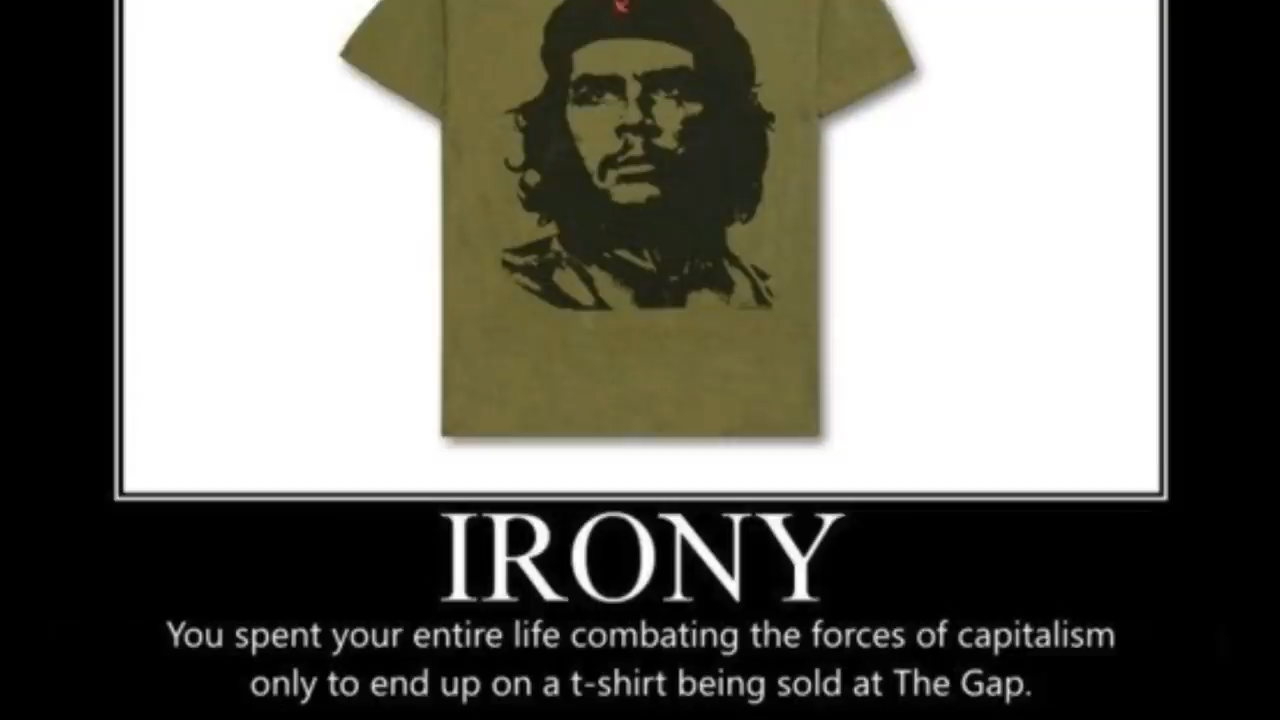 IRONY
You spent your entire life combating the forces of capitalism
only to end up on a t-shirt being sold at The Gap.